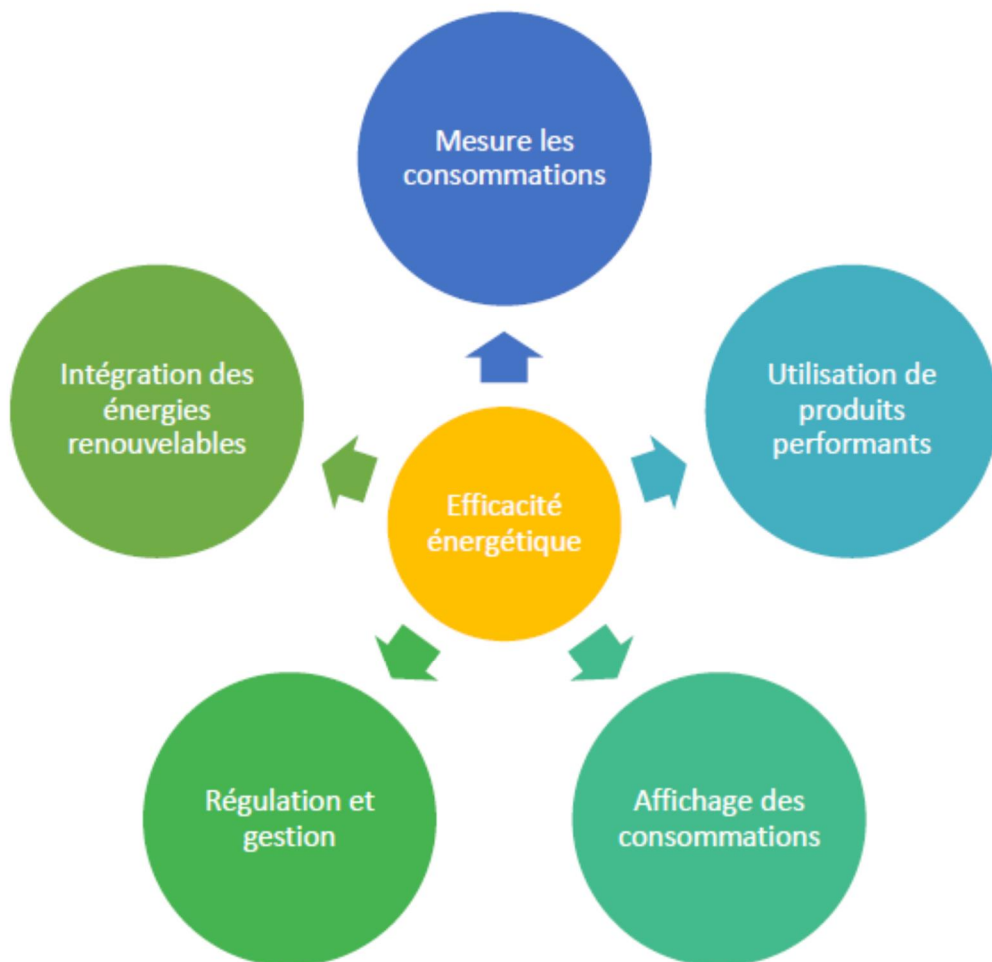 Mesure les
consommations
Intégration des
énergies
renouvelables
Utilisation de
produits
performants
Efficacité
énergétique
Régulation et
gestion
Affichage des
consommations